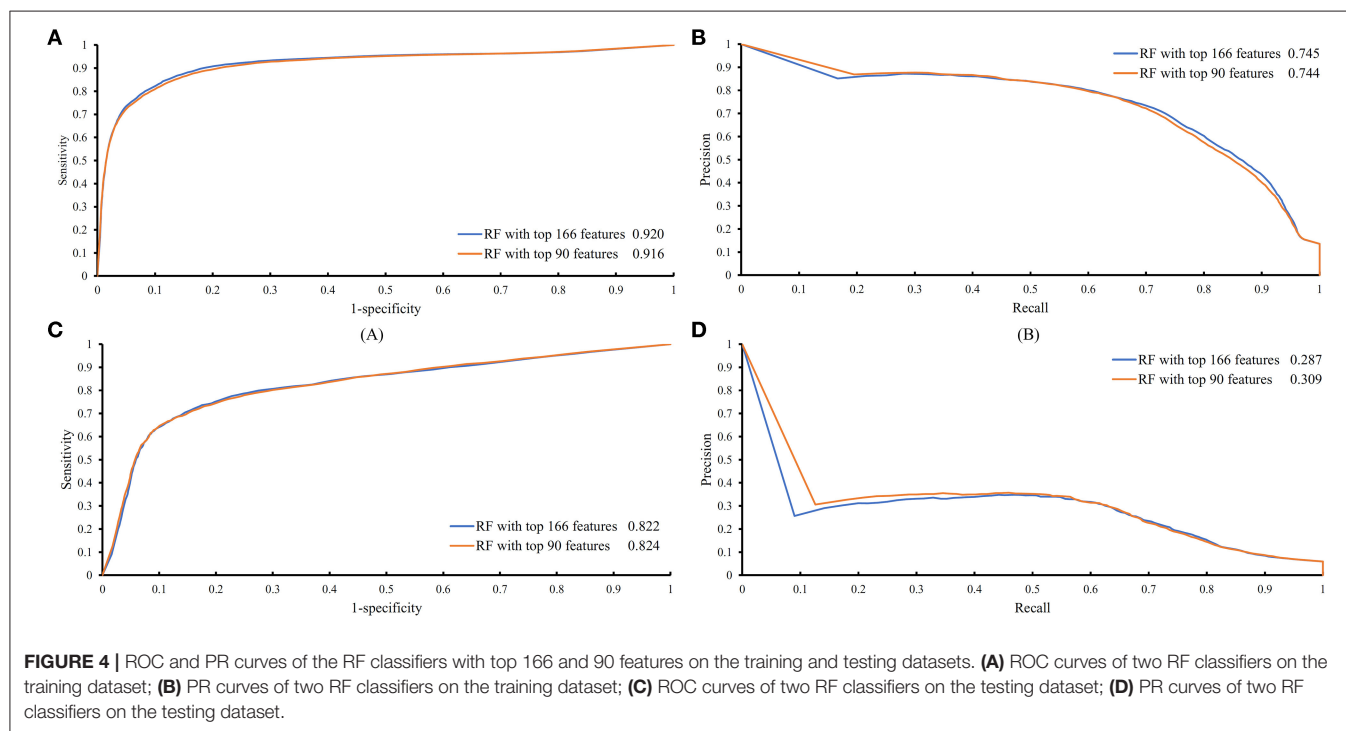 A
1
0.9
0.8
0.7
0.6
0.5
0.4
0.3
0.2
0.1
0
Sensitivity
RF with top 166 features 0.920
RF with top 90 features 0.916
0 0.1 0.2 0.3 0.4 0.5 0.6 0.7 0.8 0.9 1
1-specificity
(A)
B
1
0.9
0.8
0.7
0.6
0.5
0.4
0.3
0.2
0.1
0
Precision
RF with top 166 features 0.745
RF with top 90 features 0.744
0 0.1 0.2 0.3 0.4 0.5 0.6 0.7 0.8 0.9 1
Recall
(B)
C
1
0.9
0.8
0.7
0.6
0.5
0.4
0.3
0.2
0.1
0
Sensitivity
RF with top 166 features 0.822
RF with top 90 features 0.824
0 0.1 0.2 0.3 0.4 0.5 0.6 0.7 0.8 0.9 1
1-specificity
D
1
0.9
0.8
0.7
0.6
0.5
0.4
0.3
0.2
0.1
0
Precision
RF with top 166 features 0.287
RF with top 90 features 0.309
0 0.1 0.2 0.3 0.4 0.5 0.6 0.7 0.8 0.9 1
Recall
FIGURE 4 | ROC and PR curves of the RF classifiers with top 166 and 90 features on the training and testing datasets. (A) ROC curves of two RF classifiers on the
training dataset; (B) PR curves of two RF classifiers on the training dataset; (C) ROC curves of two RF classifiers on the testing dataset; (D) PR curves of two RF
classifiers on the testing dataset.